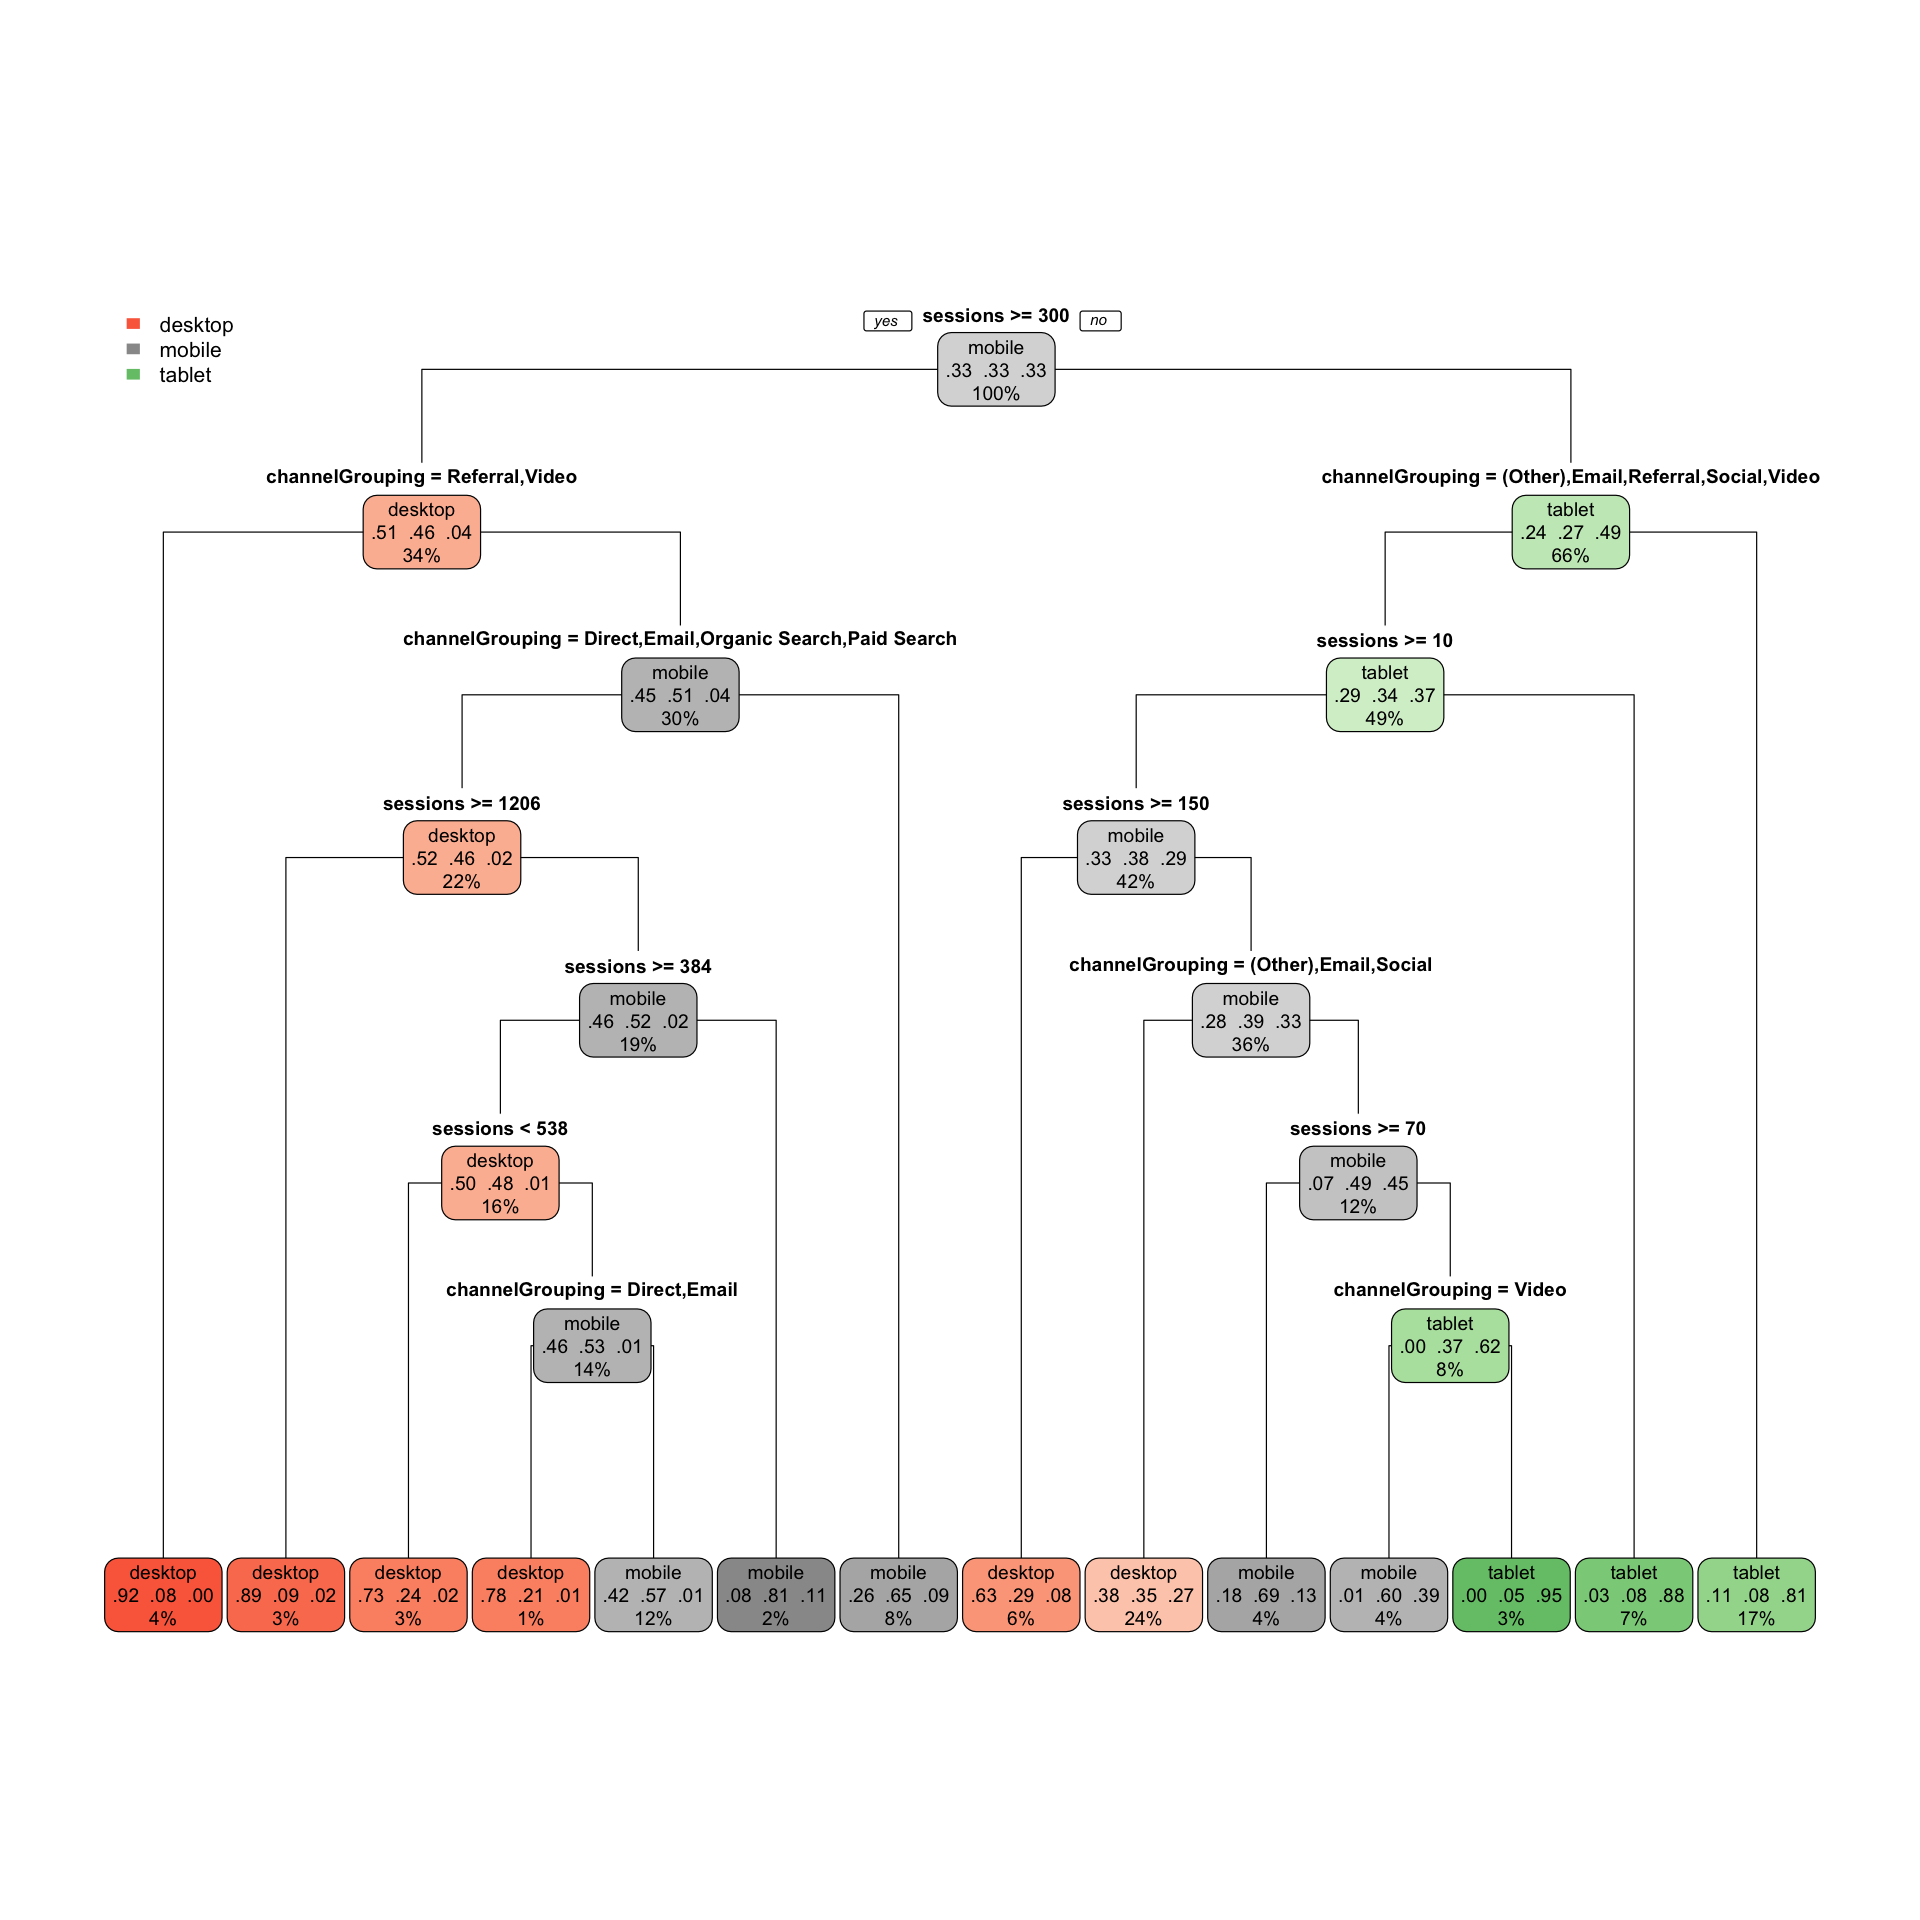 yes sessions >= 300 no
desktop
mobile
tablet
mobile
.33 .33 .33
100%
channelGrouping = Referral,Video
desktop
.51 .46 .04
34%
channelGrouping = (Other),Email,Referral,Social,Video
tablet
.24 .27 .49
66%
channelGrouping = Direct,Email,Organic Search,Paid Search
mobile
.45 .51 .04
30%
sessions >= 10
tablet
.29 .34 .37
49%
sessions >= 1206
desktop
.52 .46 .02
22%
sessions >= 150
mobile
.33 .38 .29
42%
sessions >= 384
mobile
.46 .52 .02
19%
channelGrouping = (Other),Email,Social
mobile
.28 .39 .33
36%
sessions < 538
desktop
.50 .48 .01
16%
sessions >= 70
mobile
.07 .49 .45
12%
channelGrouping = Direct,Email
mobile
.46 .53 .01
14%
channelGrouping = Video
tablet
.00 .37 .62
8%
desktop
.92 .08 .00
4%
desktop
.89 .09 .02
3%
desktop
.73 .24 .02
3%
desktop
.78 .21 .01
1%
mobile
.42 .57 .01
12%
mobile
.08 .81 .11
2%
mobile
.26 .65 .09
8%
desktop
.63 .29 .08
6%
desktop
.38 .35 .27
24%
mobile
.18 .69 .13
4%
mobile
.01 .60 .39
4%
tablet
.00 .05 .95
3%
tablet
.03 .08 .88
7%
tablet
.11 .08 .81
17%